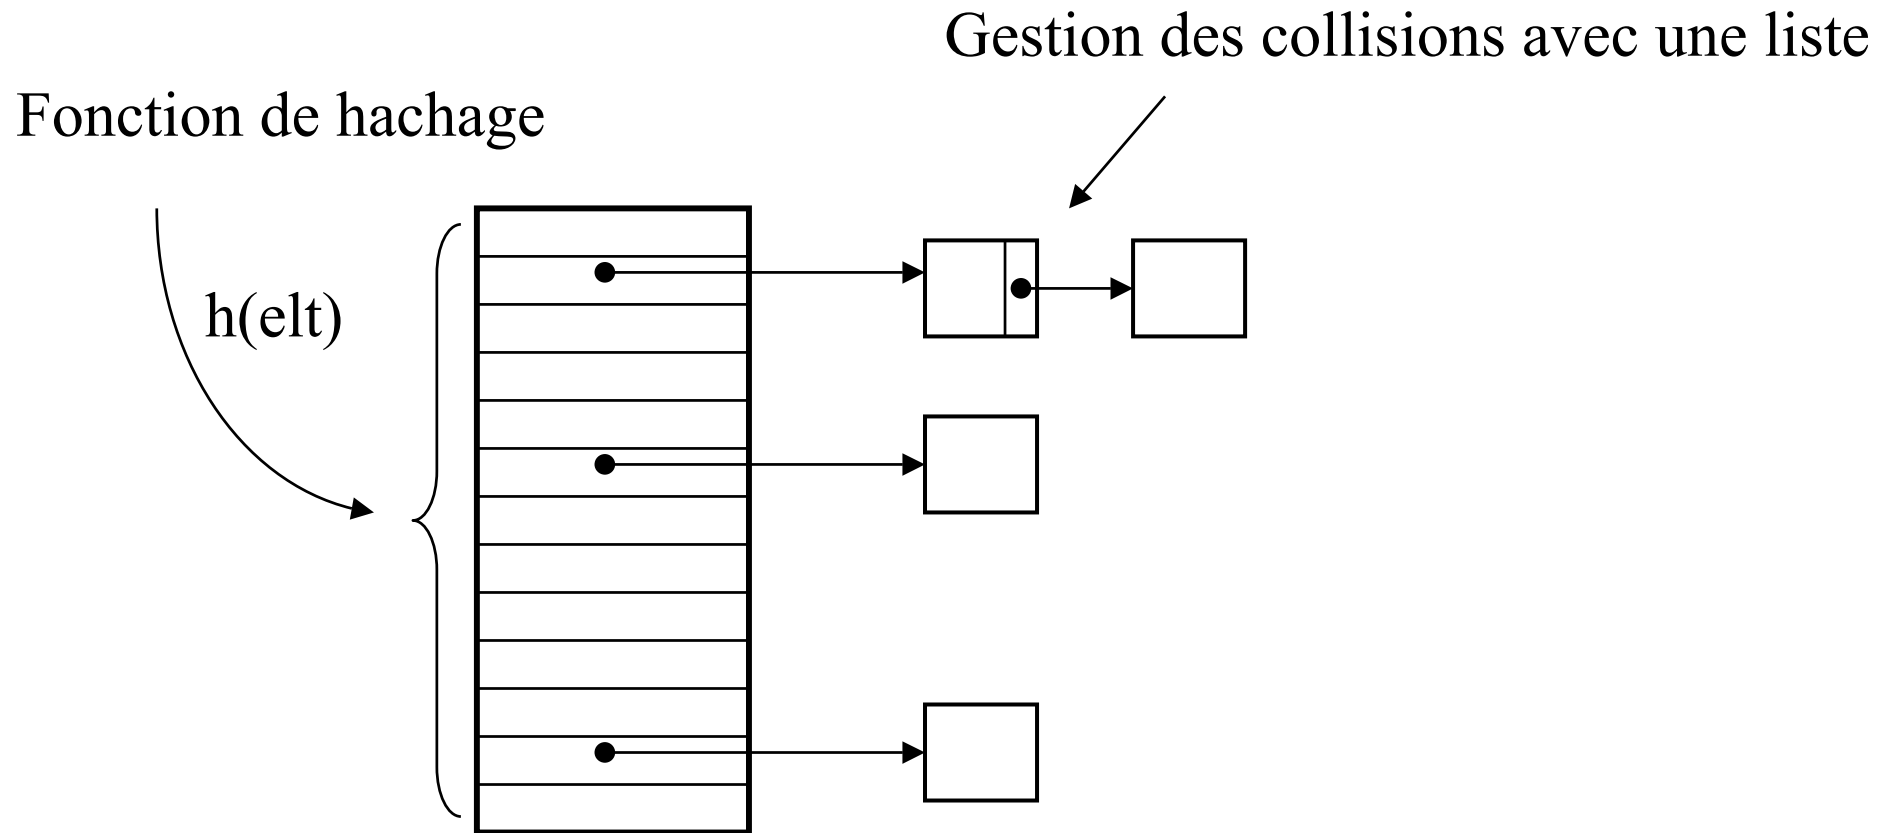 Gestion des collisions avec une liste
Fonction de hachage
h(elt)